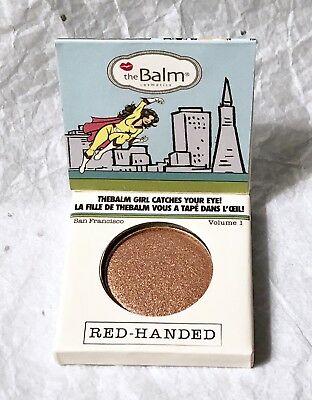 theBalm®
cosmetics
THEBALM GIRL CATCHES YOUR EYE!
LA FILLE DE THEBALM VOUS A TAPÉ DANS L'ŒIL!
San Francisco Volume 1
RED-HANDED